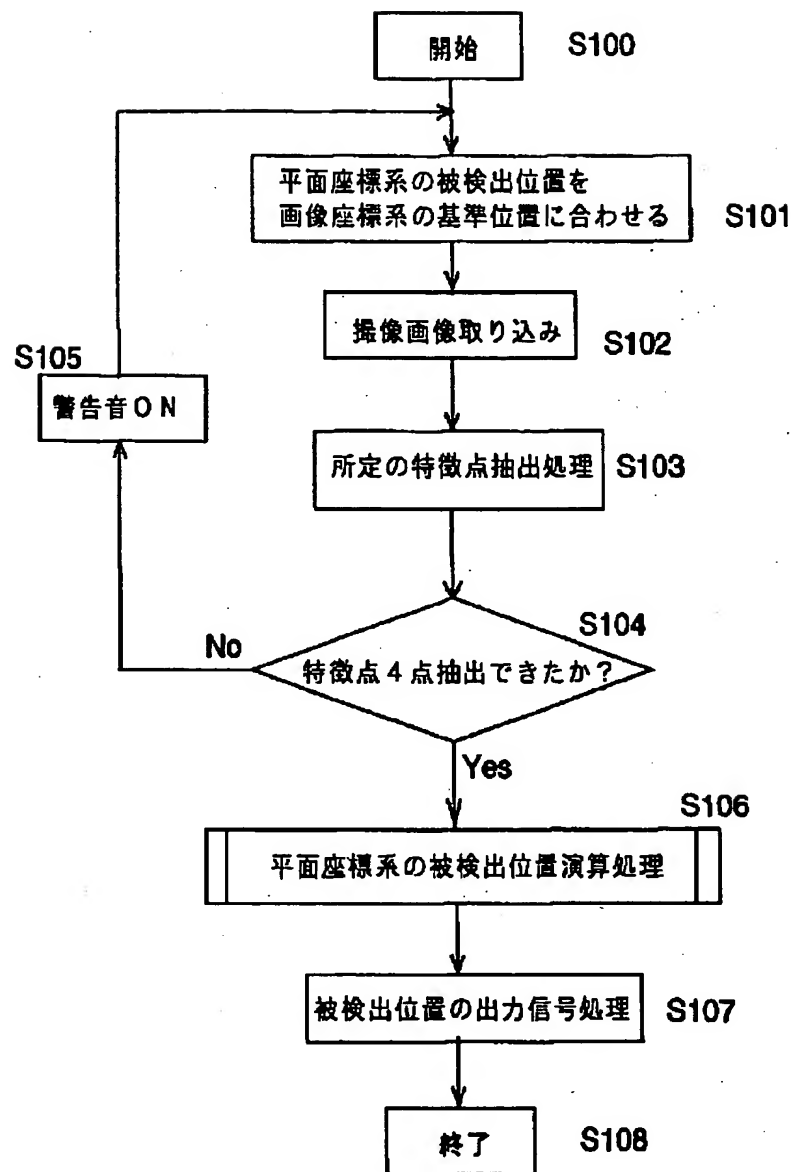 開始
S100
平面座標系の被検出位置を
画像座標系の基準位置に合わせる
S101
撮像画像取り込み
S102
S105
警告音ON
所定の特徴点抽出処理
S103
S104
No
特徴点4点抽出できたか?
Yes
S106
平面座標系の被検出位置演算処理
被検出位置の出力信号処理
S107
終了
S108